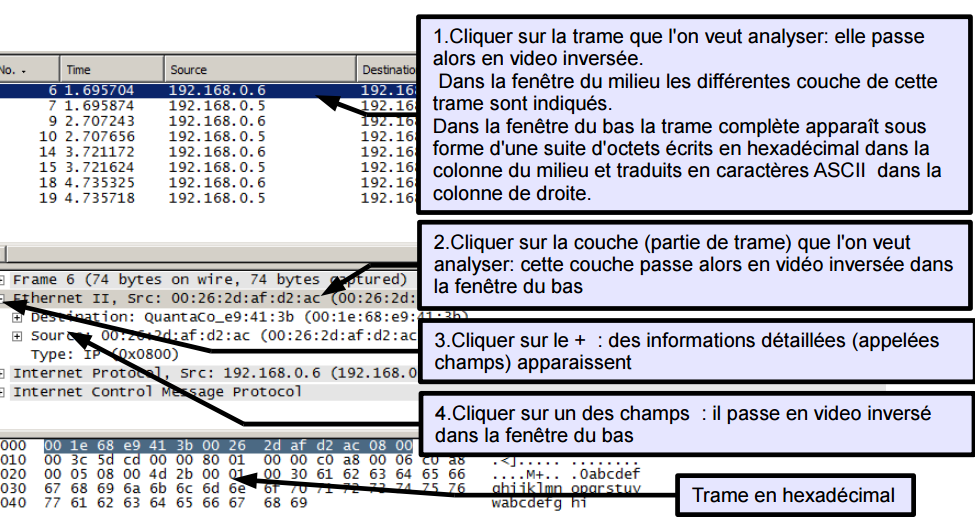 No. - Time Source Destinatio
6 1.695704 192.168.0.6 192.16
7 1.695874 192.168.0.5 192.16
9 2.707243 192.168.0.6 192.16
10 2.707656 192.168.0.5 192.16
14 3.721172 192.168.0.6 192.16
15 3.721624 192.168.0.5 192.16
18 4.735325 192.168.0.6 192.16
19 4.735718 192.168.0.5 192.16
1.Cliquer sur la trame que l'on veut analyser: elle passe
alors en video inversée.
Dans la fenêtre du milieu les différentes couche de cette
trame sont indiqués.
Dans la fenêtre du bas la trame complète apparaît sous
forme d'une suite d'octets écrits en hexadécimal dans la
colonne du milieu et traduits en caractères ASCII dans la
colonne de droite.
2.Cliquer sur la couche (partie de trame) que l'on veut
analyser: cette couche passe alors en vidéo inversée dans
la fenêtre du bas
Frame 6 (74 bytes on wire, 74 bytes captured)
Ethernet II, Src: 00:26:2d:af:d2:ac (00:26:2d:
Destination: QuantaCo_e9:41:3b (00:1e:68:e9:41:3b)
Source: 00:26:2d:af:d2:ac (00:26:2d:af:d2:ac
Type: IP (0x0800)
Internet Protocol, Src: 192.168.0.6 (192.168.0
Internet Control Message Protocol
3.Cliquer sur le + : des informations détaillées (appelées
champs) apparaissent
4.Cliquer sur un des champs : il passe en video inversé
dans la fenêtre du bas
000 00 1e 68 e9 41 3b 00 26 2d af d2 ac 08 00
010 00 3c 5d cd 00 00 80 01 00 00 c0 a8 00 06 c0 a8 .<]..... ........
020 00 05 08 00 4d 2b 00 01 00 30 61 62 63 64 65 66 ....M+.. .0abcdef
030 67 68 69 6a 6b 6c 6d 6e 6f 70 71 72 73 74 75 76 ghijklmn opqrstuv
040 77 61 62 63 64 65 66 67 68 69 wabcdefg hi
Trame en hexadécimal